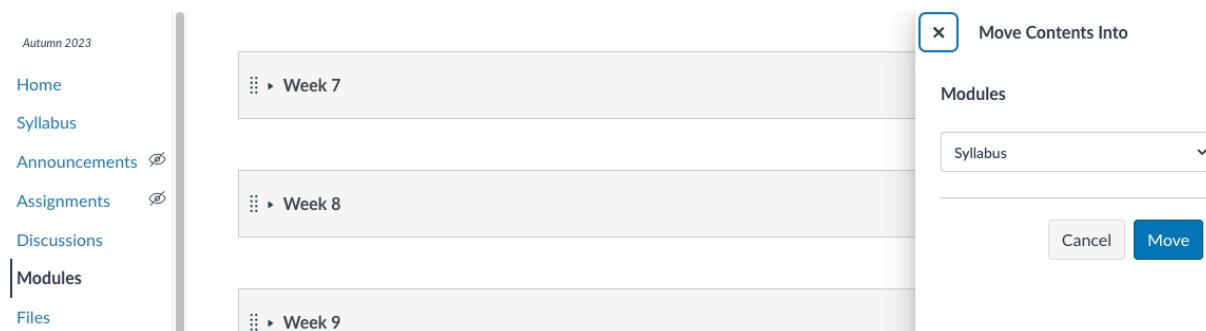 Autumn 2023
Home
Syllabus
Announcements
Assignments
Discussions
Modules
Files
Week 7
Week 8
Week 9
Move Contents Into
Modules
Syllabus
Cancel
Move